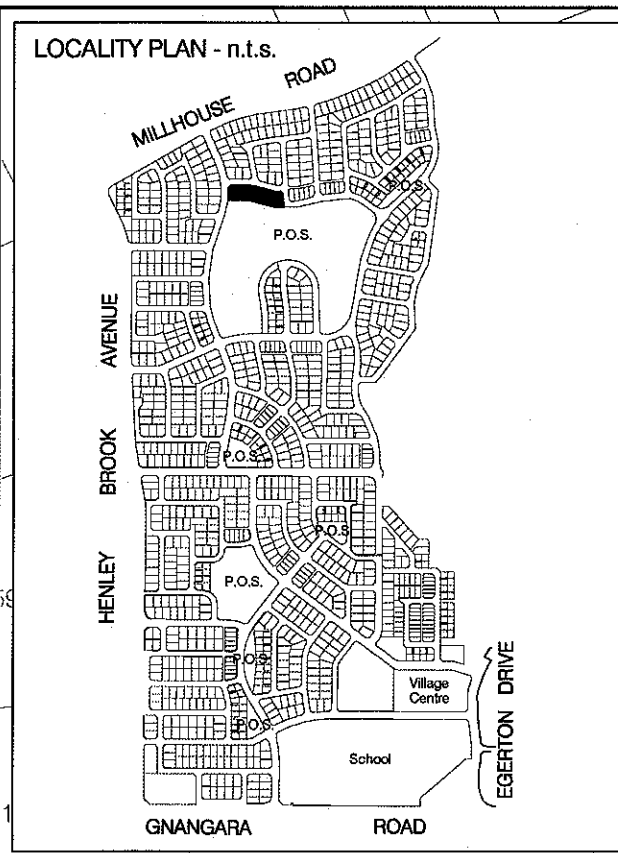 LOCALITY PLAN - n.t.s.
MILLHOUSE ROAD
P.O.S.
P.O.S.
HENLEY BROOK AVENUE
P.O.S.
P.O.S.
P.O.S.
P.O.S.
Village
Centre
P.O.S.
School
EGERTON DRIVE
GNANGARA ROAD